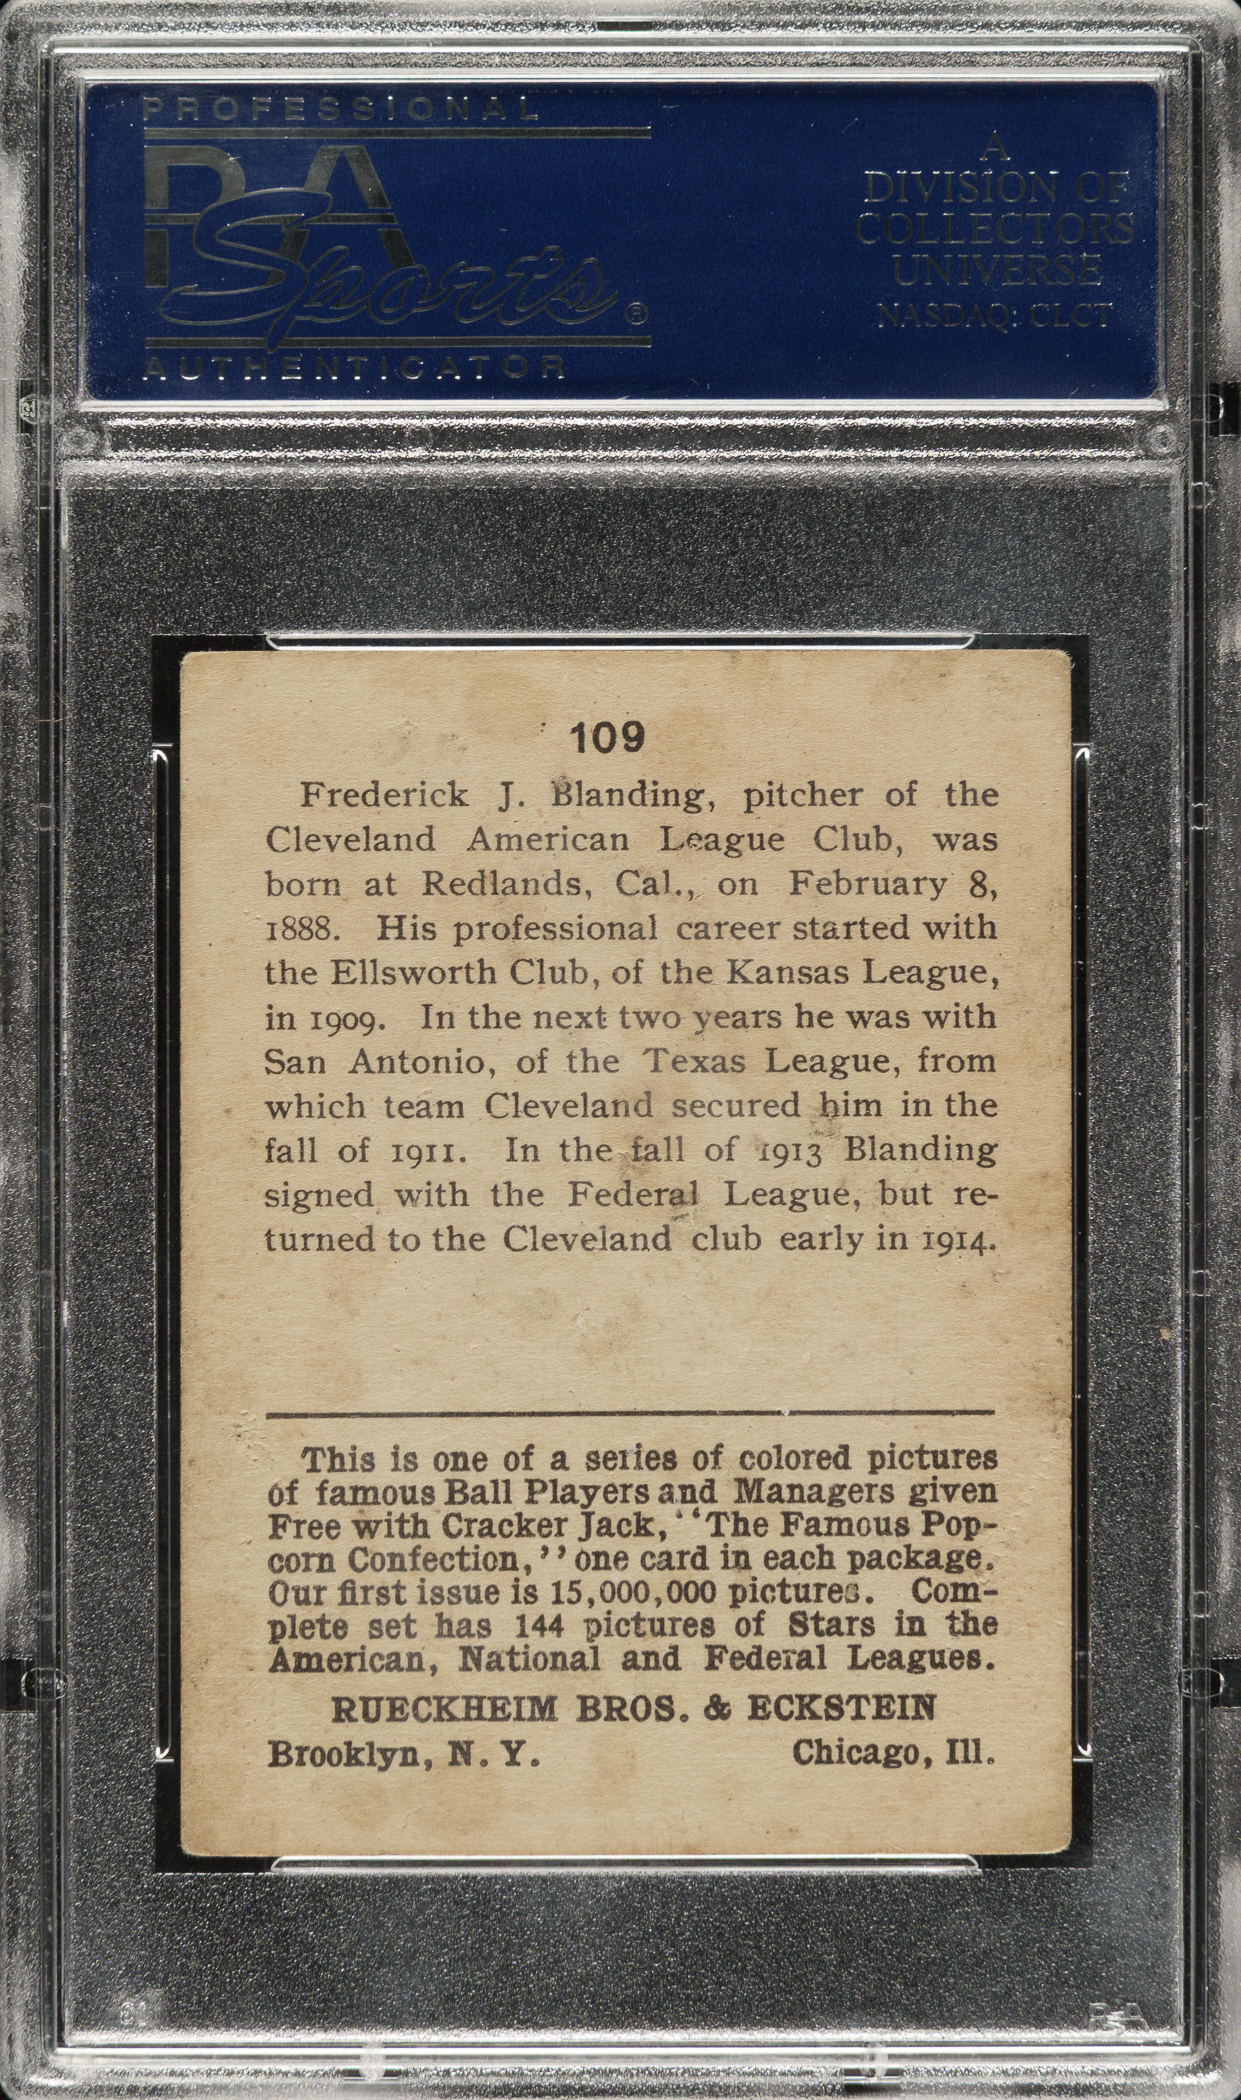 PROFESSIONAL
PSA
Sports ®
AUTHENTICATOR
A
DIVISION OF
COLLECTORS
UNIVERSE
NASDAQ: CLCT
109
Frederick J. Blanding, pitcher of the
Cleveland American League Club, was
born at Redlands, Cal., on February 8,
1888. His professional career started with
the Ellsworth Club, of the Kansas League,
in 1909. In the next two years he was with
San Antonio, of the Texas League, from
which team Cleveland secured him in the
fall of 1911. In the fall of 1913 Blanding
signed with the Federal League, but re-
turned to the Cleveland club early in 1914.
This is one of a series of colored pictures
of famous Ball Players and Managers given
Free with Cracker Jack, "The Famous Pop-
corn Confection," one card in each package.
Our first issue is 15,000,000 pictures. Com-
plete set has 144 pictures of Stars in the
American, National and Federal Leagues.
RUECKHEIM BROS. & ECKSTEIN
Brooklyn, N. Y. Chicago, Ill.
PSA